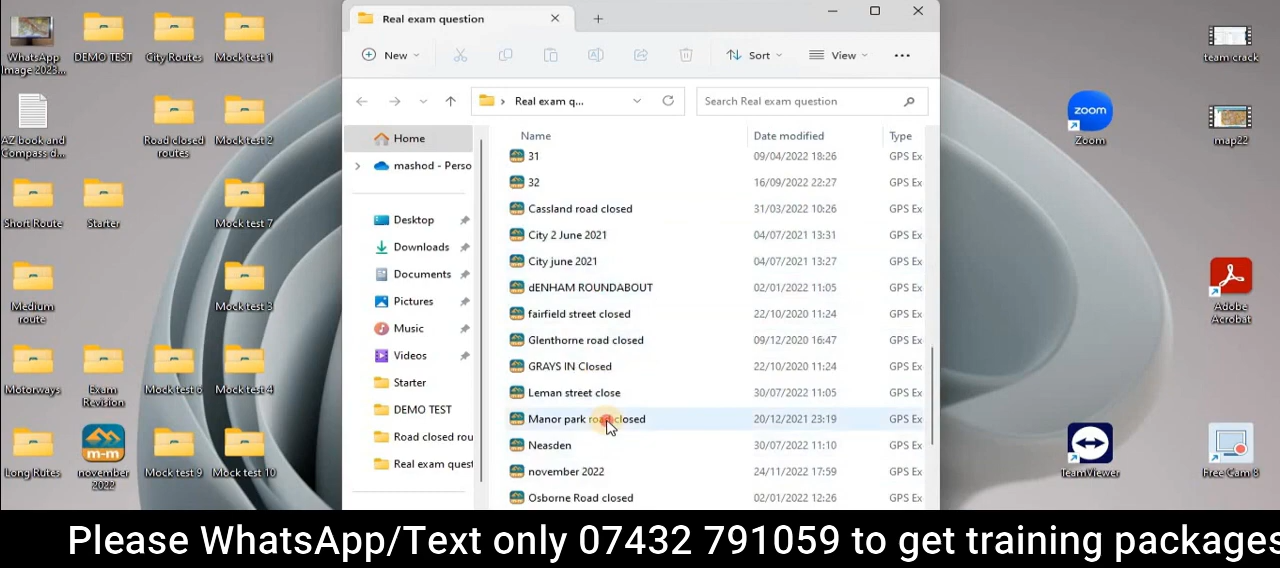 WhatsApp
Image 2023...
DEMO TEST
City Routes
Mock test 1
AZ book and
Compass d...
Road closed
routes
Mock test 2
Short Route
Starter
Mock test 7
Medium
route
Mock test 3
Motorways
Exam
Revision
Mock test 6
Mock test 4
Long Rutes
november
2022
Mock test 9
Mock test 10
Real exam question
New
Sort
View
Real exam q...
Search Real exam question
Home
mashod - Perso
Desktop
Downloads
Documents
Pictures
Music
Videos
Starter
DEMO TEST
Road closed rou
Real exam quest
Name Date modified Type
31 09/04/2022 18:26 GPS Ex
32 16/09/2022 22:27 GPS Ex
Cassland road closed 31/03/2022 10:26 GPS Ex
City 2 June 2021 04/07/2021 13:31 GPS Ex
City june 2021 04/07/2021 13:27 GPS Ex
dENHAM ROUNDABOUT 02/01/2022 11:05 GPS Ex
fairfield street closed 22/10/2020 11:24 GPS Ex
Glenthorne road closed 09/12/2020 16:47 GPS Ex
GRAYS IN Closed 22/10/2020 11:24 GPS Ex
Leman street close 30/07/2022 11:05 GPS Ex
Manor park road closed 20/12/2021 23:19 GPS Ex
Neasden 30/07/2022 11:10 GPS Ex
november 2022 24/11/2022 17:59 GPS Ex
Osborne Road closed 02/01/2022 12:26 GPS Ex
team crack
zoom
Zoom
map22
Adobe
Acrobat
TeamViewer
Free Cam 8
m-m
Please WhatsApp/Text only 07432 791059 to get training packages